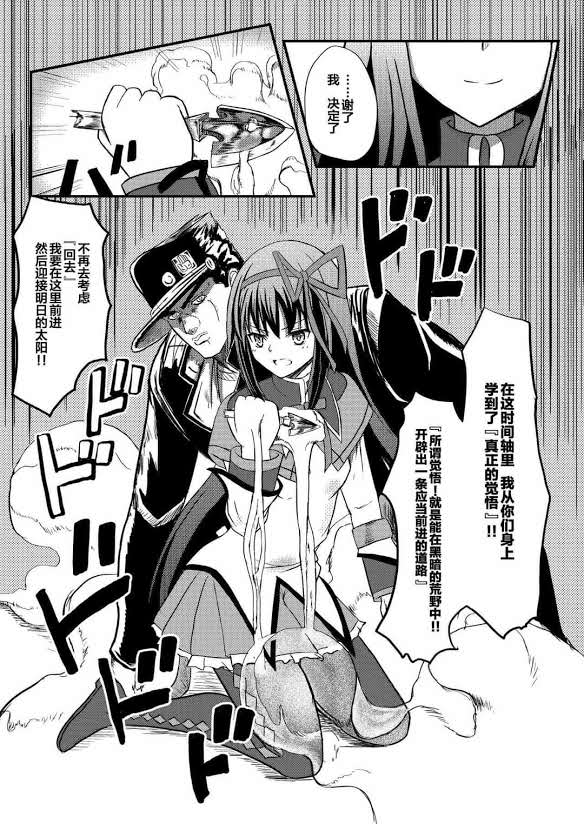 ……谢了
我 决定了
在这时间轴里 我从你们身上
学到了『真正的觉悟』!!
『所谓觉悟!就是能在黑暗的荒野中!!
开辟出一条应当前进的道路』
不再去考虑
『回去』
我要在这里前进
然后迎接明日的太阳!!
ドド
ドドド
ドドド